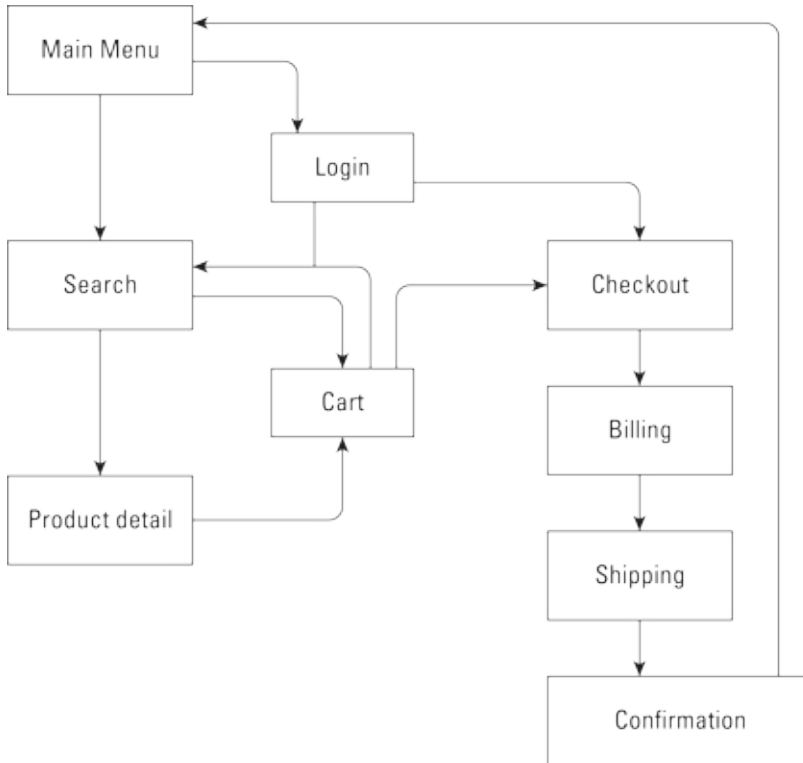 Main Menu
Login
Search
Checkout
Cart
Billing
Product detail
Shipping
Confirmation